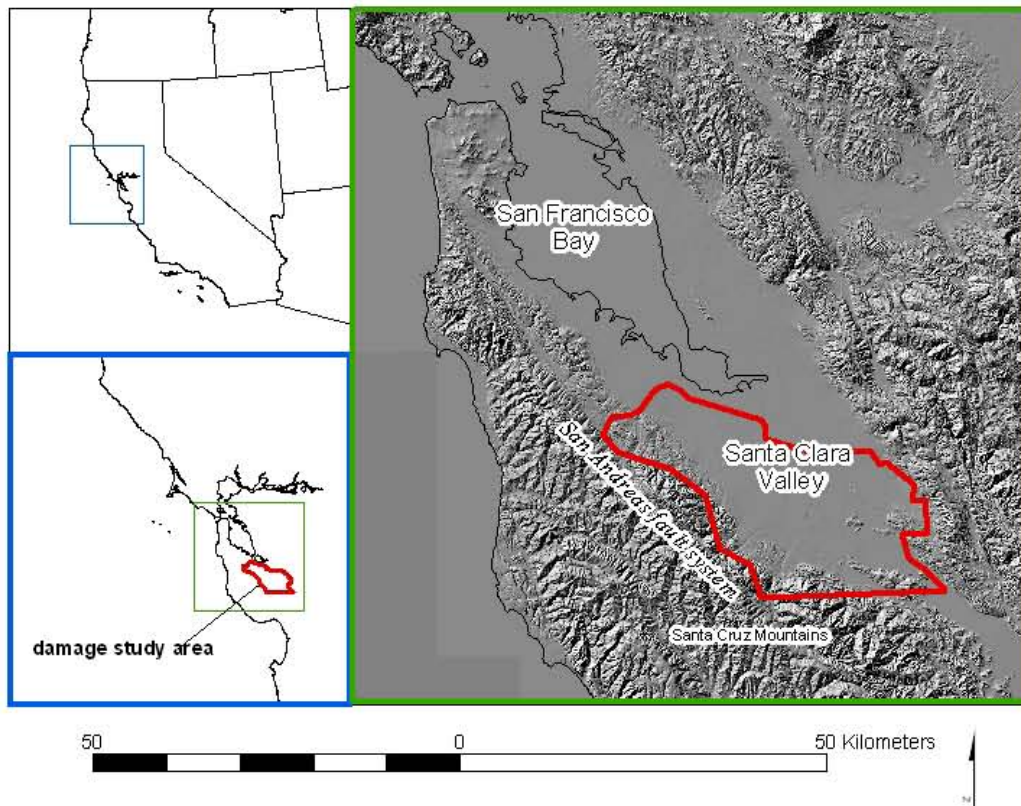 San Francisco
Bay
Santa Clara
Valley
San Andreas fault system
Santa Cruz Mountains
damage study area
50 0 50 Kilometers
N